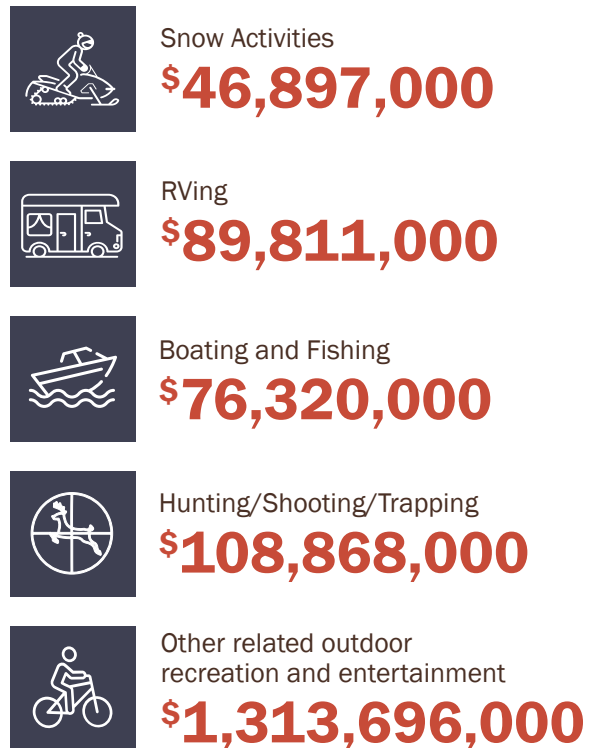 Snow Activities
$46,897,000
RVing
$89,811,000
Boating and Fishing
$76,320,000
Hunting/Shooting/Trapping
$108,868,000
Other related outdoor
recreation and entertainment
$1,313,696,000